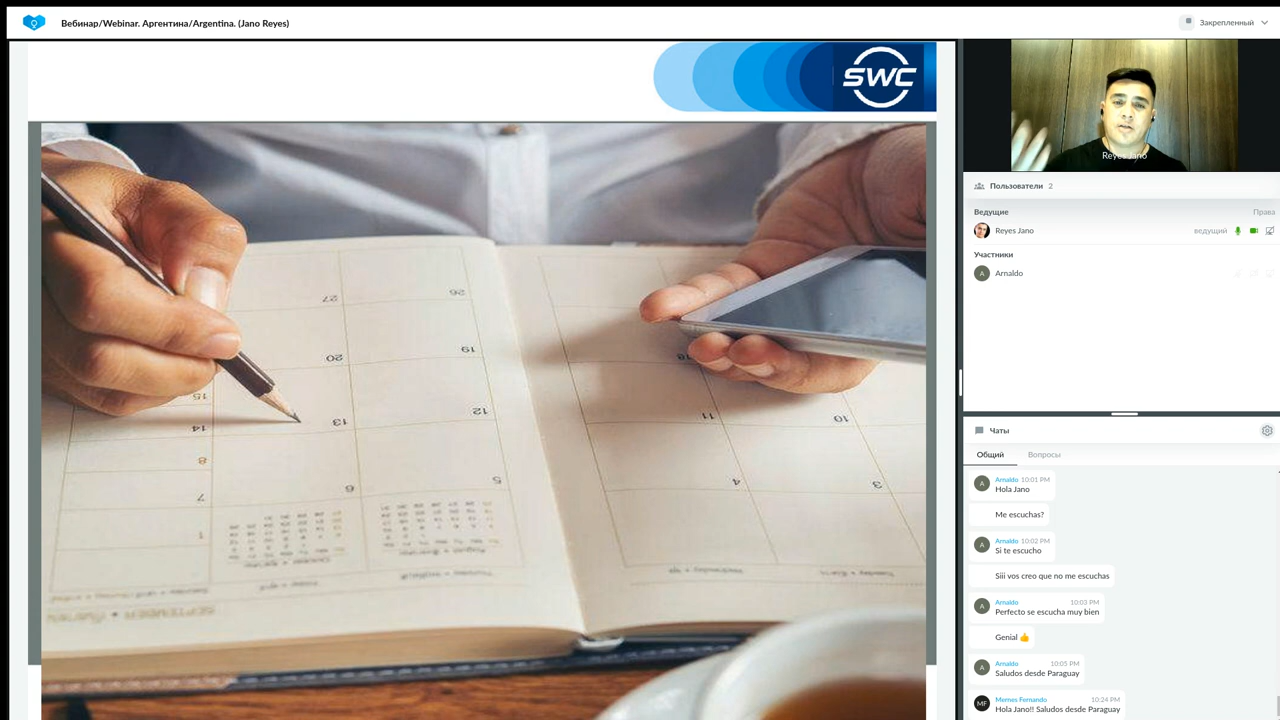 Вебинар/Webinar. Аргентина/Argentina. (Jano Reyes)
Закрепленный
SWC
Reyes Jano
Пользователи 2
Ведущие
Права
Reyes Jano
ведущий
Участники
A
Arnaldo
27
26
20
19
18
15
14
13
12
11
10
8
7
6
5
4
3
1
SEPTEMBER
Чаты
Общий
Вопросы
A
Arnaldo 10:01 PM
Hola Jano
Me escuchas?
A
Arnaldo 10:02 PM
Si te escucho
Siii vos creo que no me escuchas
A
Arnaldo 10:03 PM
Perfecto se escucha muy bien
Genial 👍
A
Arnaldo 10:05 PM
Saludos desde Paraguay
MF
Memes Fernando 10:24 PM
Hola Jano!! Saludos desde Paraguay